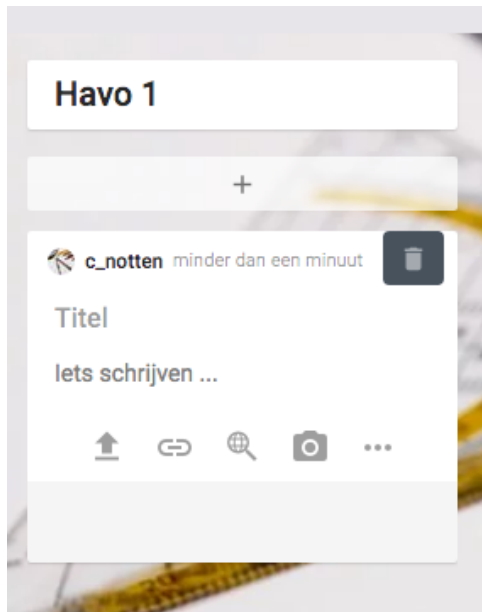 Havo 1
+
c_notten minder dan een minuut
Titel
Iets schrijven ...